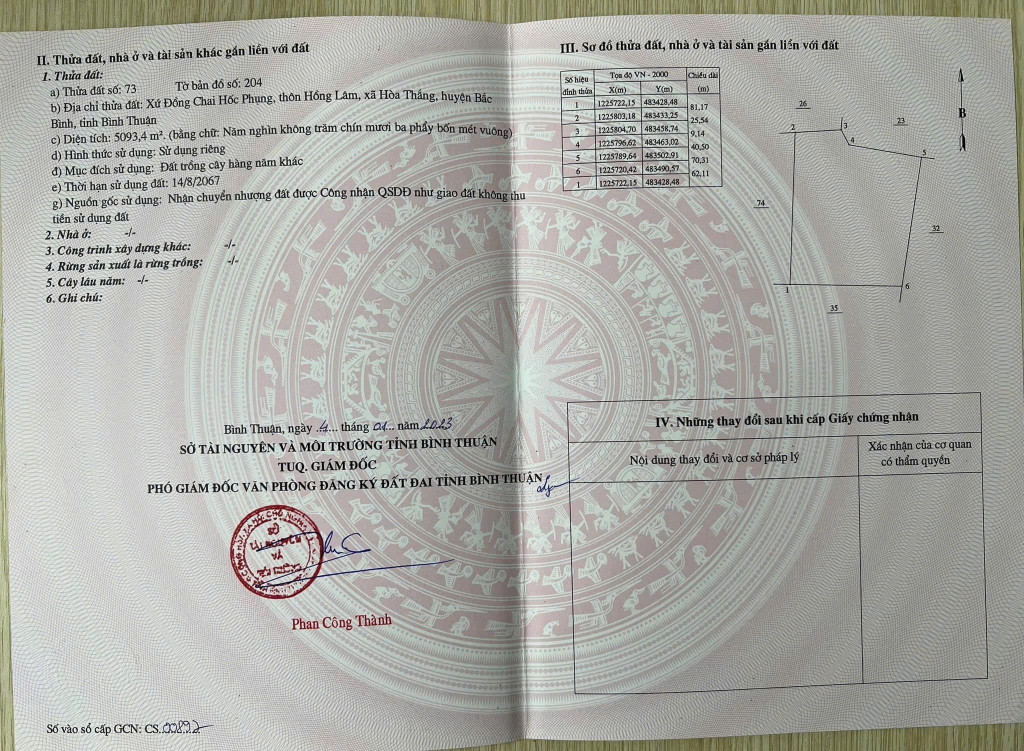 II. Thửa đất, nhà ở và tài sản khác gắn liền với đất
1. Thửa đất:
a) Thửa đất số: 73 Tờ bản đồ số: 204
b) Địa chỉ thửa đất: Xứ Đồng Chai Hốc Phụng, thôn Hồng Lâm, xã Hòa Thắng, huyện Bắc
Bình, tỉnh Bình Thuận
c) Diện tích: 5093,4 m². (bằng chữ: Năm nghìn không trăm chín mươi ba phẩy bốn mét vuông)
d) Hình thức sử dụng: Sử dụng riêng
đ) Mục đích sử dụng: Đất trồng cây hàng năm khác
e) Thời hạn sử dụng đất: 14/8/2067
g) Nguồn gốc sử dụng: Nhận chuyển nhượng đất được Công nhận QSDĐ như giao đất không thu
tiền sử dụng đất
2. Nhà ở: -/-
3. Công trình xây dựng khác: -/-
4. Rừng sản xuất là rừng trồng: -/-
5. Cây lâu năm: -/-
6. Ghi chú:
Bình Thuận, ngày .4... tháng 01... năm 2023
SỞ TÀI NGUYÊN VÀ MÔI TRƯỜNG TỈNH BÌNH THUẬN
TUQ. GIÁM ĐỐC
PHÓ GIÁM ĐỐC VĂN PHÒNG ĐĂNG KÝ ĐẤT ĐAI TỈNH BÌNH THUẬN
SỞ
VÀ
Phan Công Thành
Số vào sổ cấp GCN: CS.00892
III. Sơ đồ thửa đất, nhà ở và tài sản gắn liền với đất
Số hiệu đỉnh thửa Tọa độ VN - 2000 Chiều dài (m)
X(m) Y(m)
1 1225722,15 483428,48
81,17
2 1225803,18 483433,25
25,54
3 1225804,70 483458,74
9,14
4 1225796,62 483463,02
40,50
5 1225789,64 483502,91
70,31
6 1225720,42 483490,57
62,11
1 1225722,15 483428,48
B
26
23
2
3
4
5
74
32
1
6
35
IV. Những thay đổi sau khi cấp Giấy chứng nhận
Nội dung thay đổi và cơ sở pháp lý
Xác nhận của cơ quan
có thẩm quyền